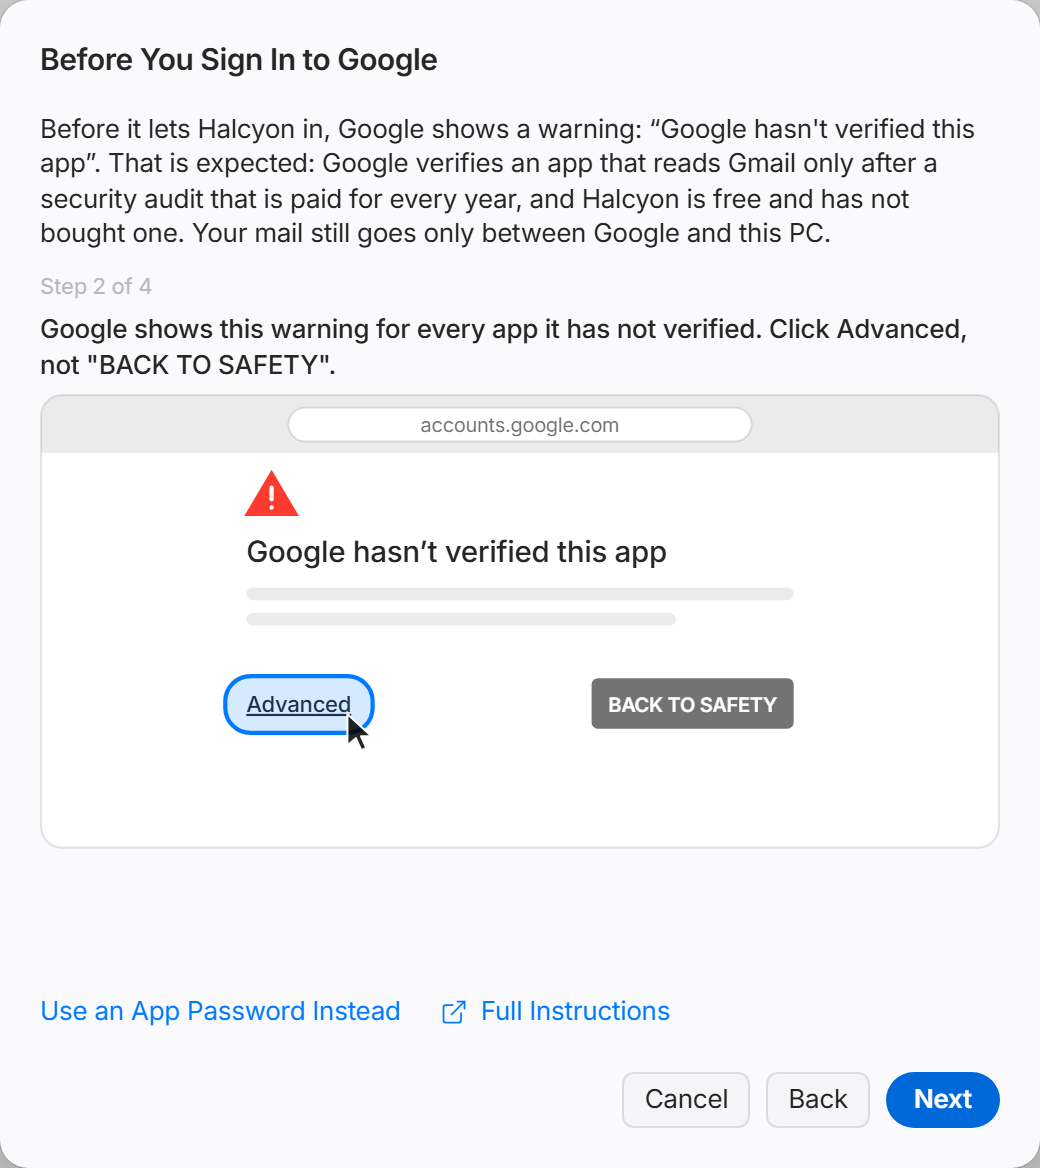 Before You Sign In to Google
Before it lets Halcyon in, Google shows a warning: “Google hasn't verified this
app”. That is expected: Google verifies an app that reads Gmail only after a
security audit that is paid for every year, and Halcyon is free and has not
bought one. Your mail still goes only between Google and this PC.
Step 2 of 4
Google shows this warning for every app it has not verified. Click Advanced,
not "BACK TO SAFETY".
accounts.google.com
Google hasn’t verified this app
Advanced
BACK TO SAFETY
Use an App Password Instead
Full Instructions
Cancel
Back
Next